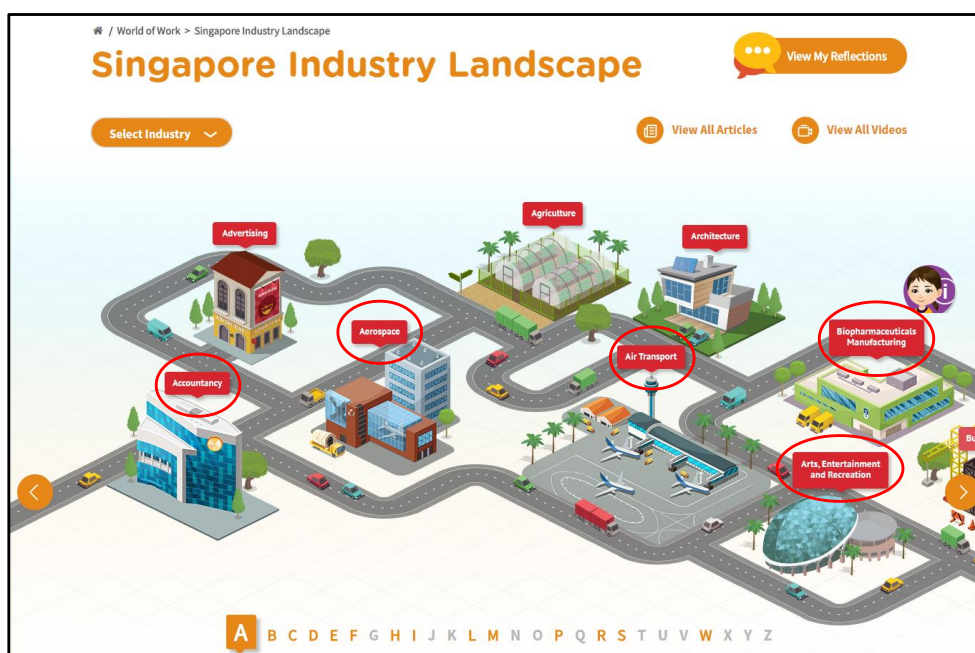 / World of Work > Singapore Industry Landscape
Singapore Industry Landscape
View My Reflections
Select Industry
View All Articles
View All Videos
Agriculture
Advertising
Architecture
Aerospace
Air Transport
Biopharmaceuticals
Manufacturing
Accountancy
Arts, Entertainment
and Recreation
A B C D E F G H I J K L M N O P Q R S T U V W X Y Z